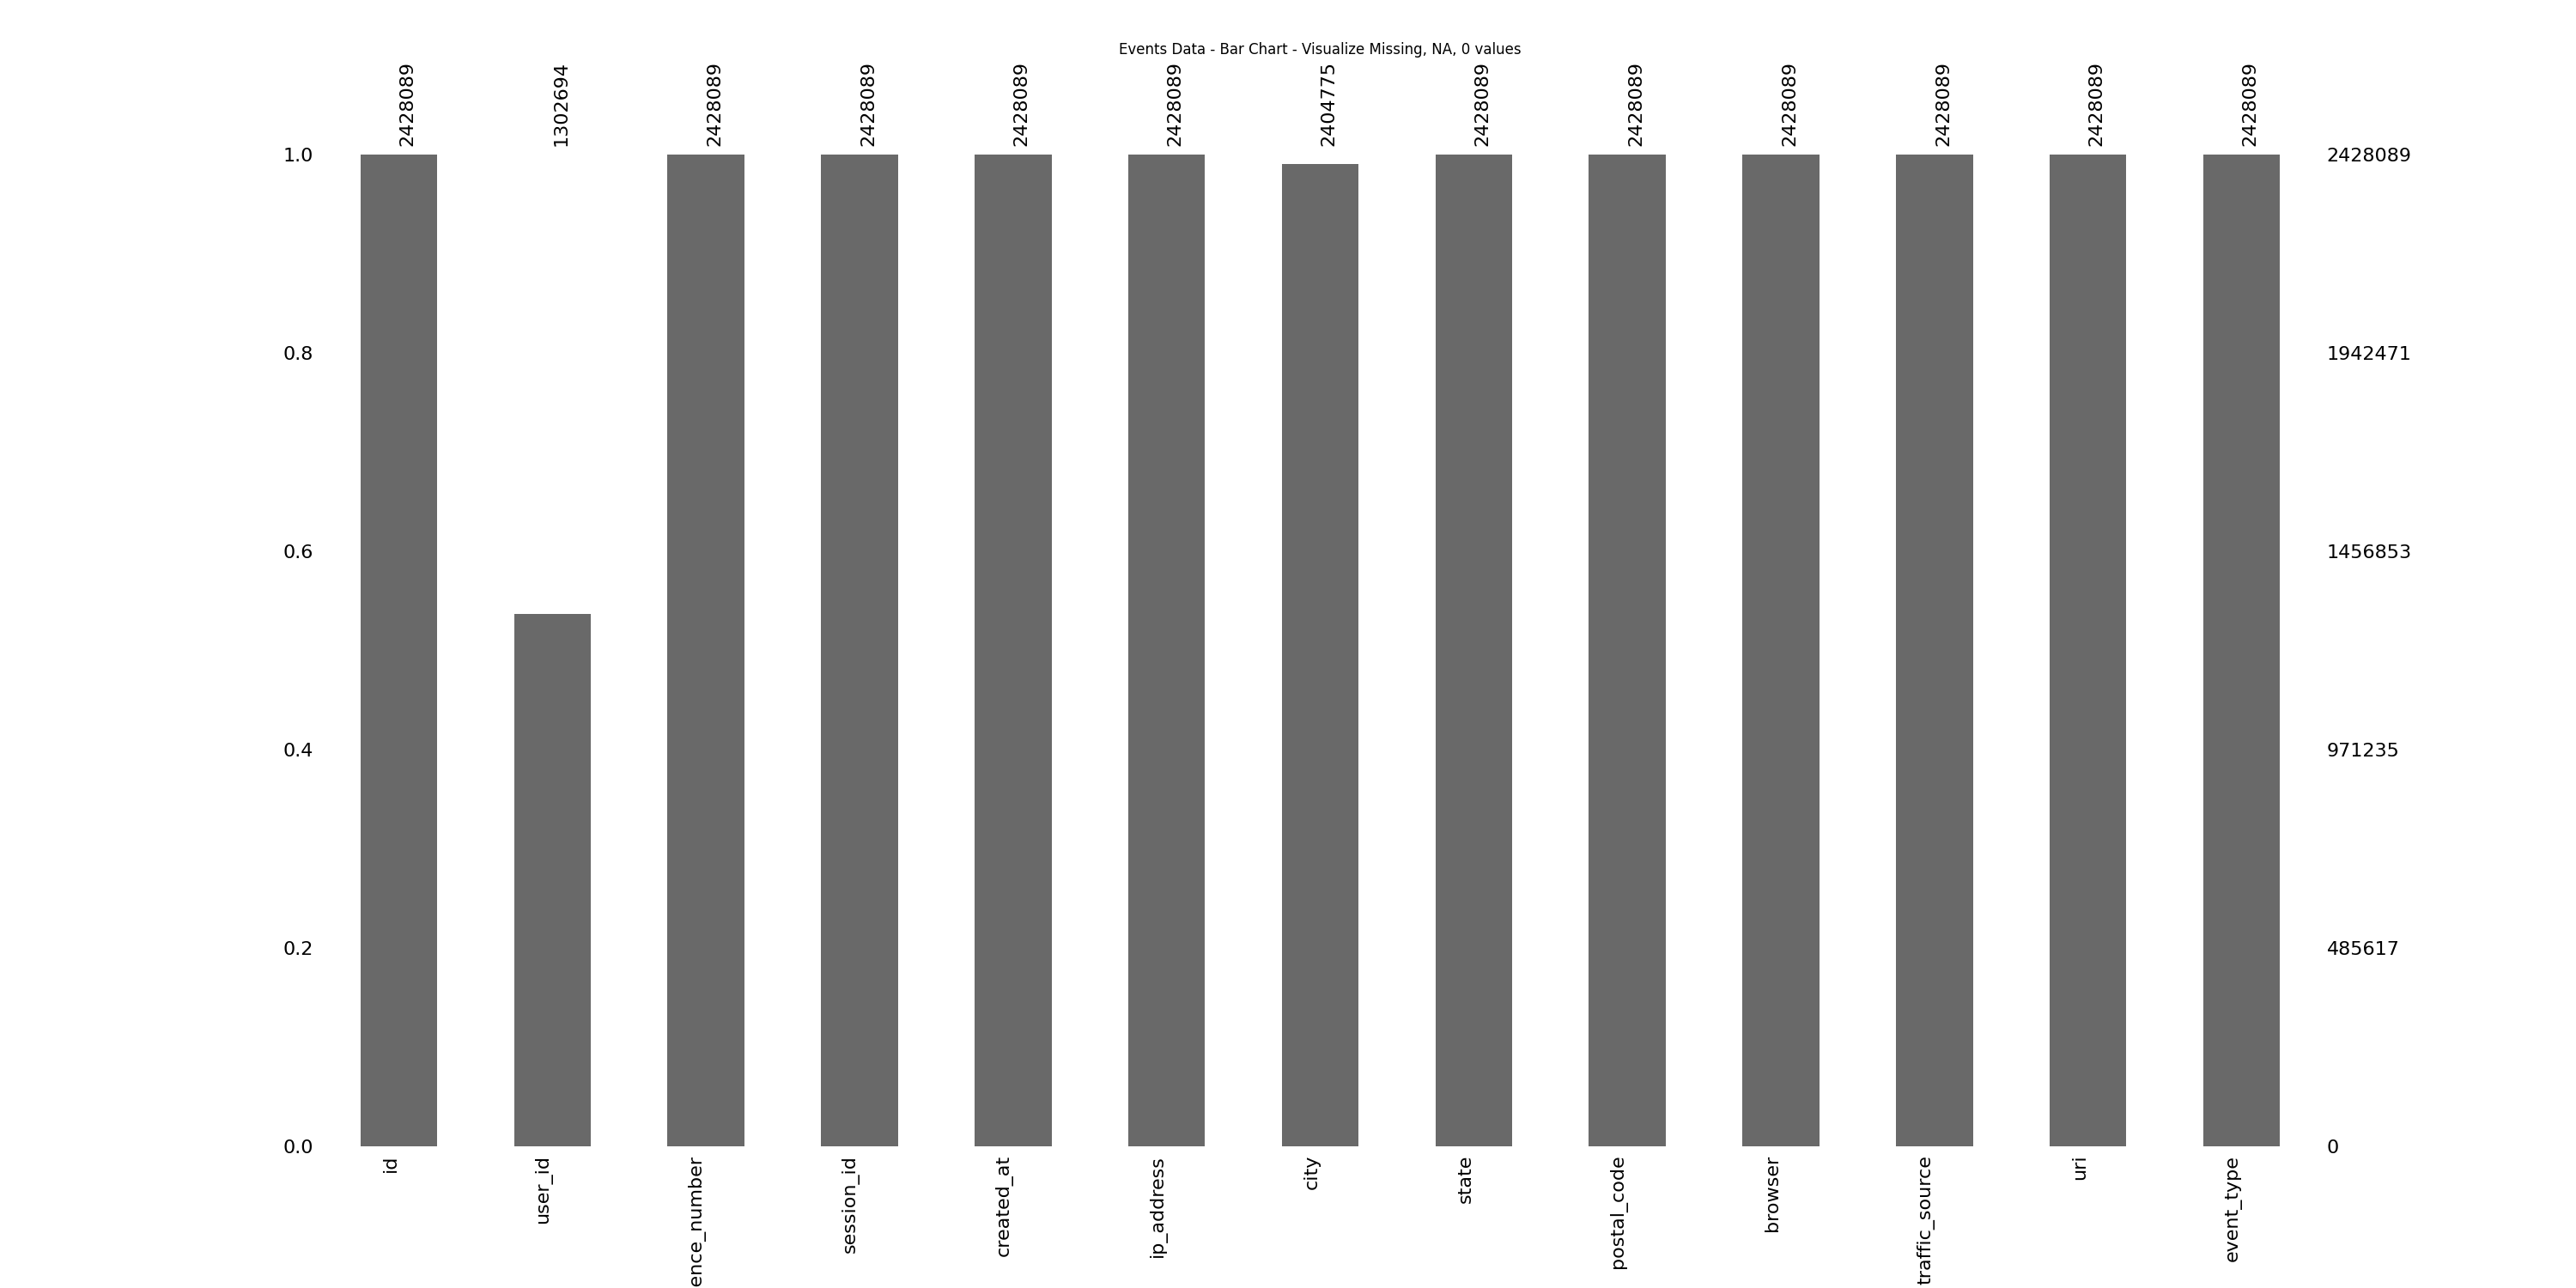 Events Data - Bar Chart - Visualize Missing, NA, 0 values
2428089
1302694
2428089
2428089
2428089
2428089
2404775
2428089
2428089
2428089
2428089
2428089
2428089
1.0
2428089
0.8
1942471
0.6
1456853
0.4
971235
0.2
485617
0.0
0
id
user_id
ence_number
session_id
created_at
ip_address
city
state
postal_code
browser
traffic_source
uri
event_type